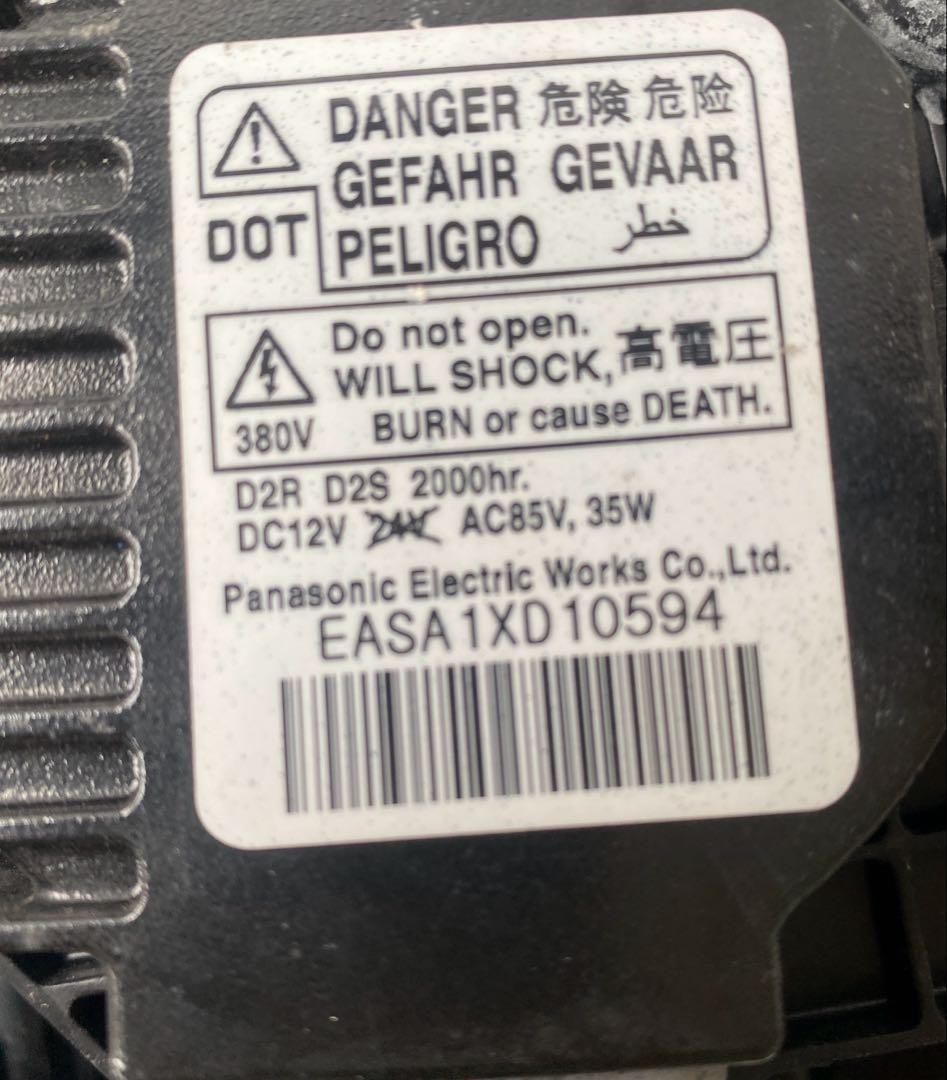 DANGER 危険 危险
GEFAHR GEVAAR
DOT PELIGRO خطر
Do not open.
WILL SHOCK, 高電圧
380V BURN or cause DEATH.
D2R D2S 2000hr.
DC12V 24V AC85V, 35W
Panasonic Electric Works Co.,Ltd.
EASA1XD10594